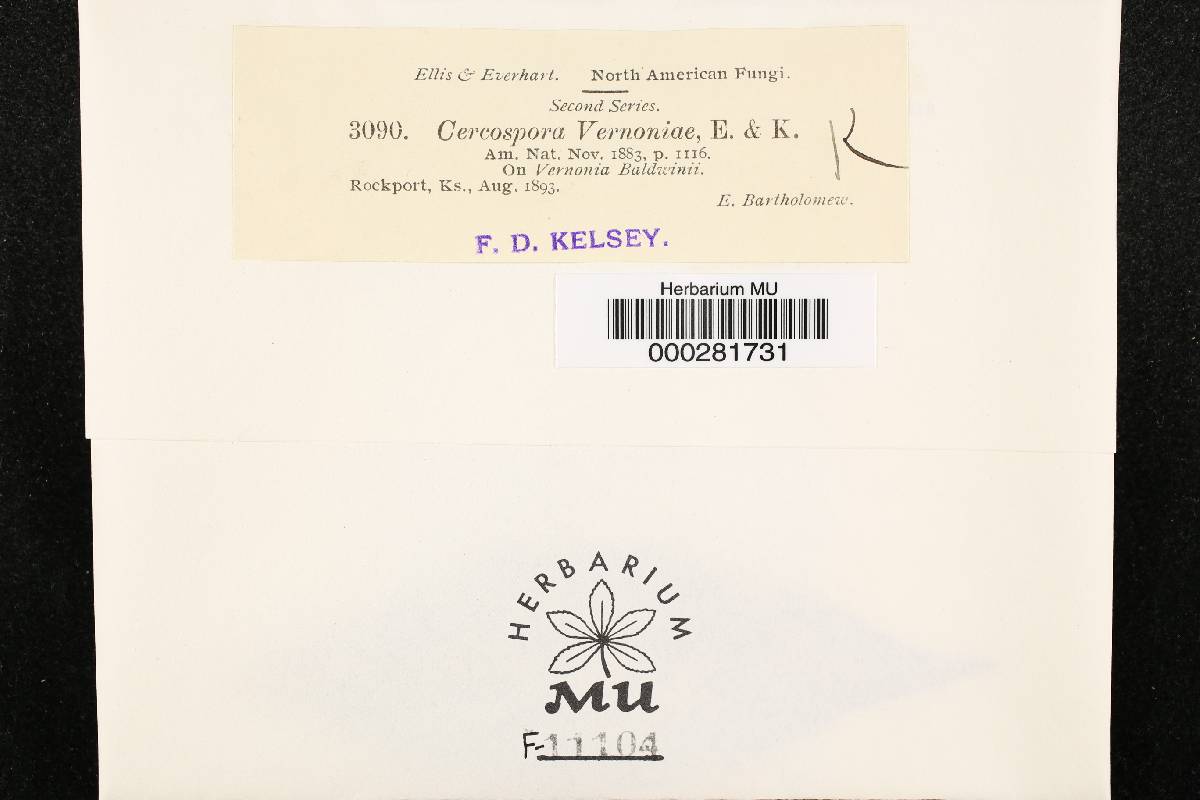 Ellis & Everhart. North American Fungi.
Second Series.
3090. Cercospora Vernoniae, E. & K.
Am. Nat. Nov. 1883, p. 1116.
On Vernonia Baldwinii.
Rockport, Ks., Aug. 1893.
E. Bartholomew.
K
F. D. KELSEY.
Herbarium MU
000281731
HERBARIUM
MU
F-11104